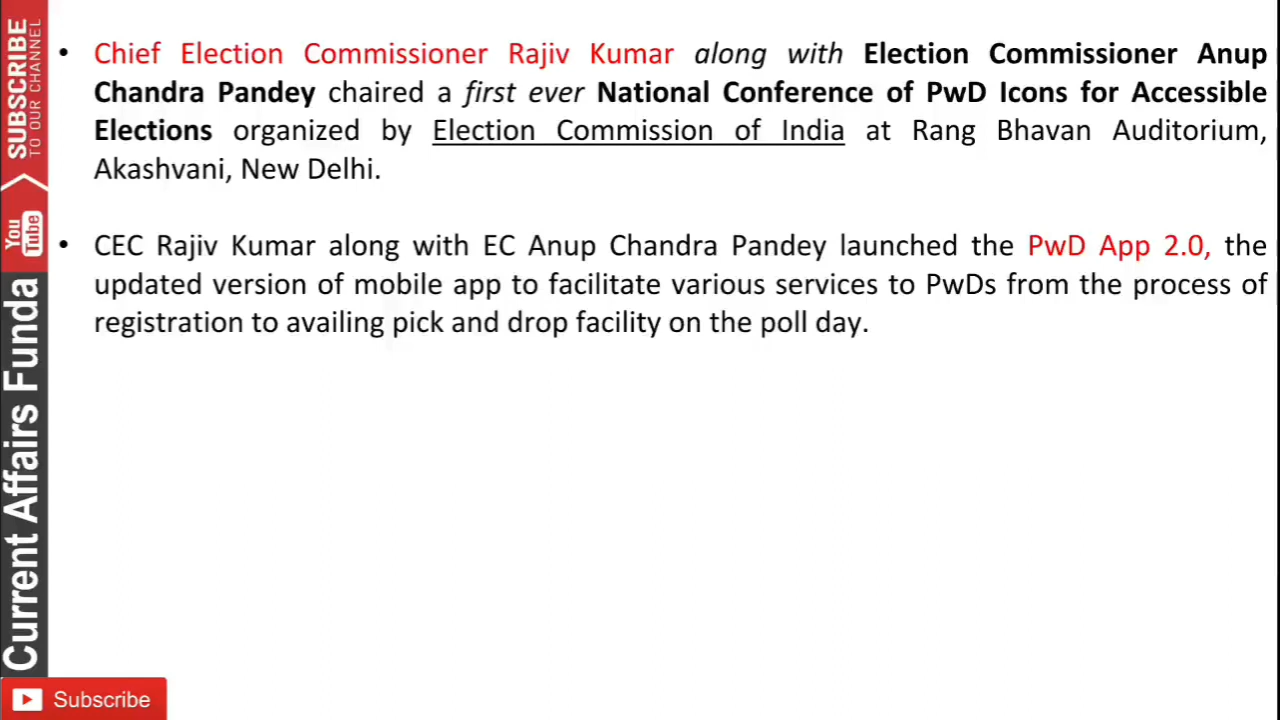 SUBSCRIBE
TO OUR CHANNEL
You
Tube
Current Affairs Funda
• Chief Election Commissioner Rajiv Kumar along with Election Commissioner Anup
Chandra Pandey chaired a first ever National Conference of PwD Icons for Accessible
Elections organized by Election Commission of India at Rang Bhavan Auditorium,
Akashvani, New Delhi.
• CEC Rajiv Kumar along with EC Anup Chandra Pandey launched the PwD App 2.0, the
updated version of mobile app to facilitate various services to PwDs from the process of
registration to availing pick and drop facility on the poll day.
Subscribe